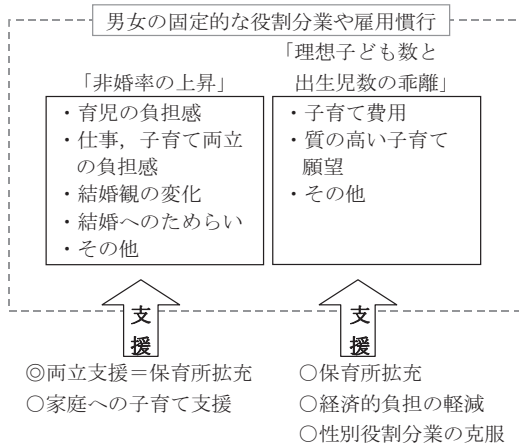 男女の固定的な役割分業や雇用慣行
「非婚率の上昇」
・育児の負担感
・仕事，子育て両立
の負担感
・結婚観の変化
・結婚へのためらい
・その他
「理想子ども数と
出生児数の乖離」
・子育て費用
・質の高い子育て
願望
・その他
支
援
◎両立支援＝保育所拡充
○家庭への子育て支援
支
援
○保育所拡充
○経済的負担の軽減
○性別役割分業の克服